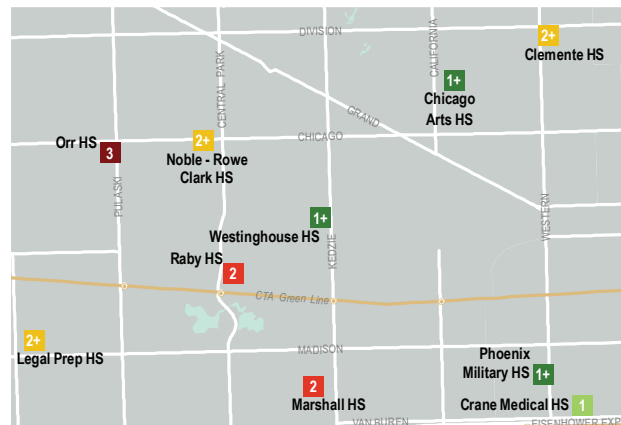 DIVISION
CALIFORNIA
2+
Clemente HS
CENTRAL PARK
1+
Chicago
Arts HS
GRAND
Orr HS
3
2+
CHICAGO
Noble - Rowe
Clark HS
PULASKI
WESTERN
1+
Westinghouse HS
KEDZIE
Raby HS
2
CTA Green Line
2+
Legal Prep HS
MADISON
Phoenix
Military HS
1+
2
Marshall HS
Crane Medical HS
1
VAN BUREN
EISENHOWER EXP